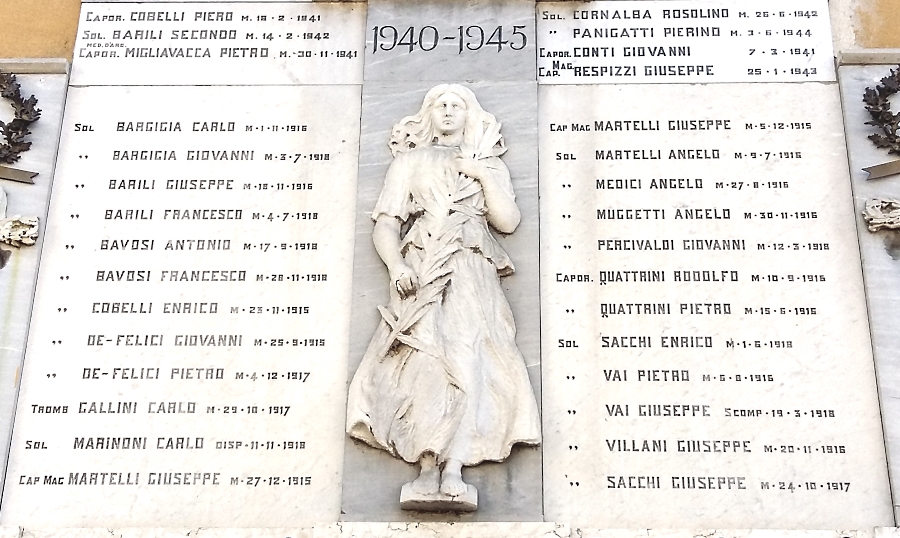 CAPOR. COBELLI PIERO M. 19 · 2 · 1941
SOL. BARILI SECONDO M. 14 · 2 · 1942
MED. D'ARG.
CAPOR. MIGLIAVACCA PIETRO M. -30 · 11 · 1941
1940-1945
SOL. CORNALBA ROSOLINO M. 26 · 6 · 1942
" PANIGATTI PIERINO M. 3 · 6 · 1944
CAPOR. CONTI GIOVANNI 7 · 3 · 1941
CAP. MAG. RESPIZZI GIUSEPPE 25 · 1 · 1943
SOL BARGIGIA CARLO M · 1 · 11 · 1916
" BARGIGIA GIOVANNI M · 3 · 7 · 1918
" BARILI GIUSEPPE M · 18 · 11 · 1916
" BARILI FRANCESCO M · 4 · 7 · 1918
" BAVOSI ANTONIO M · 17 · 9 · 1918
" BAVOSI FRANCESCO M · 28 · 11 · 1918
" COBELLI ENRICO M · 23 · 11 · 1915
" DE-FELICI GIOVANNI M · 25 · 9 · 1915
" DE-FELICI PIETRO M · 4 · 12 · 1917
TROMB GALLINI CARLO M · 29 · 10 · 1917
SOL MARINONI CARLO DISP · 11 · 11 · 1918
CAP MAG MARTELLI GIUSEPPE M · 27 · 12 · 1915
CAP MAG MARTELLI GIUSEPPE M · 5 · 12 · 1915
SOL MARTELLI ANGELO M · 9 · 7 · 1916
" MEDICI ANGELO M · 27 · 8 · 1916
" MUGGETTI ANGELO M · 30 · 11 · 1916
" PERCIVALDI GIOVANNI M · 12 · 3 · 1918
CAPOR. QUATTRINI RODOLFO M · 10 · 9 · 1916
" QUATTRINI PIETRO M · 15 · 6 · 1916
SOL SACCHI ENRICO M · 1 · 6 · 1918
" VAI PIETRO M · 6 · 8 · 1916
" VAI GIUSEPPE SCOMP · 19 · 3 · 1918
" VILLANI GIUSEPPE M · 20 · 11 · 1916
" SACCHI GIUSEPPE M · 24 · 10 · 1917